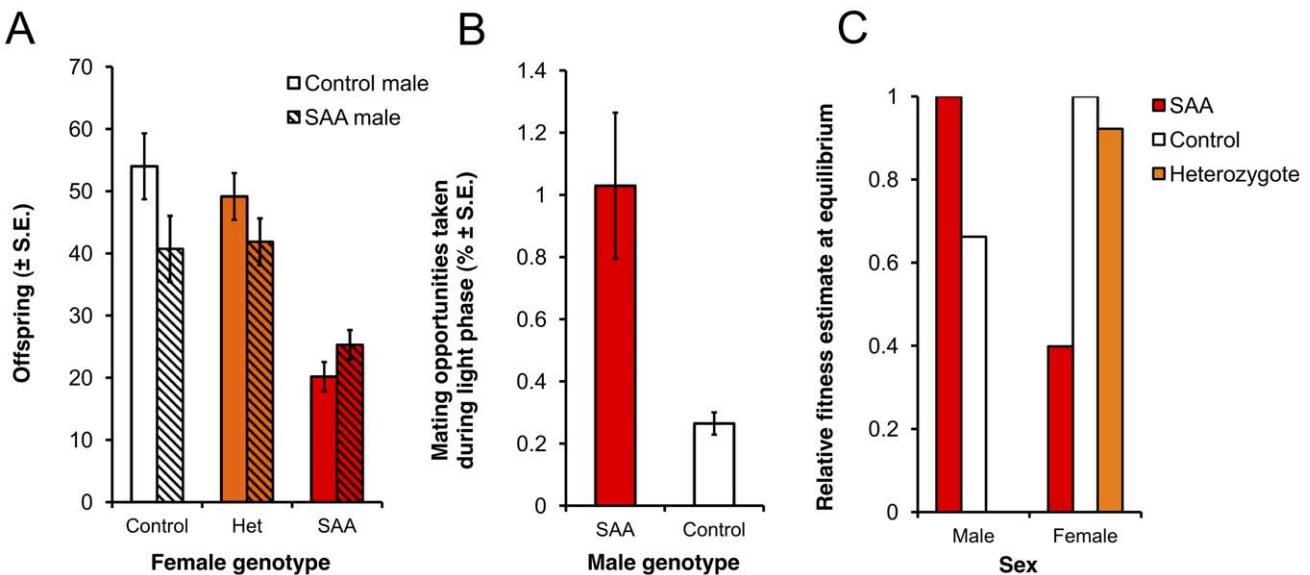 A
70
60
50
40
30
20
10
0
Offspring (± S.E.)
Control male
SAA male
Control
Het
SAA
Female genotype
B
1.4
1.2
1
0.8
0.6
0.4
0.2
0
Mating opportunities taken
during light phase (% ± S.E.)
SAA
Control
Male genotype
C
1
0.8
0.6
0.4
0.2
0
Relative fitness estimate at equilibrium
SAA
Control
Heterozygote
Male
Female
Sex